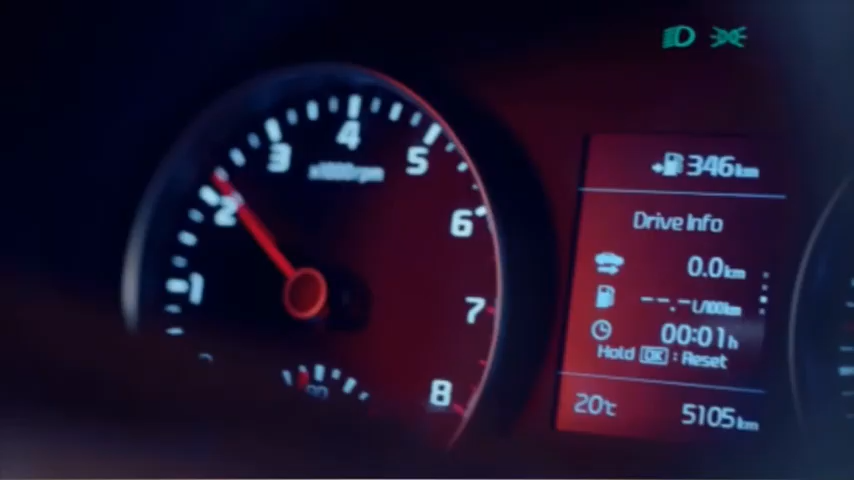 1
2
3
4
5
6
7
8
x1000rpm
346km
Drive Info
0.0km
--.-L/100km
00:01h
Hold OK : Reset
20℃
5105km